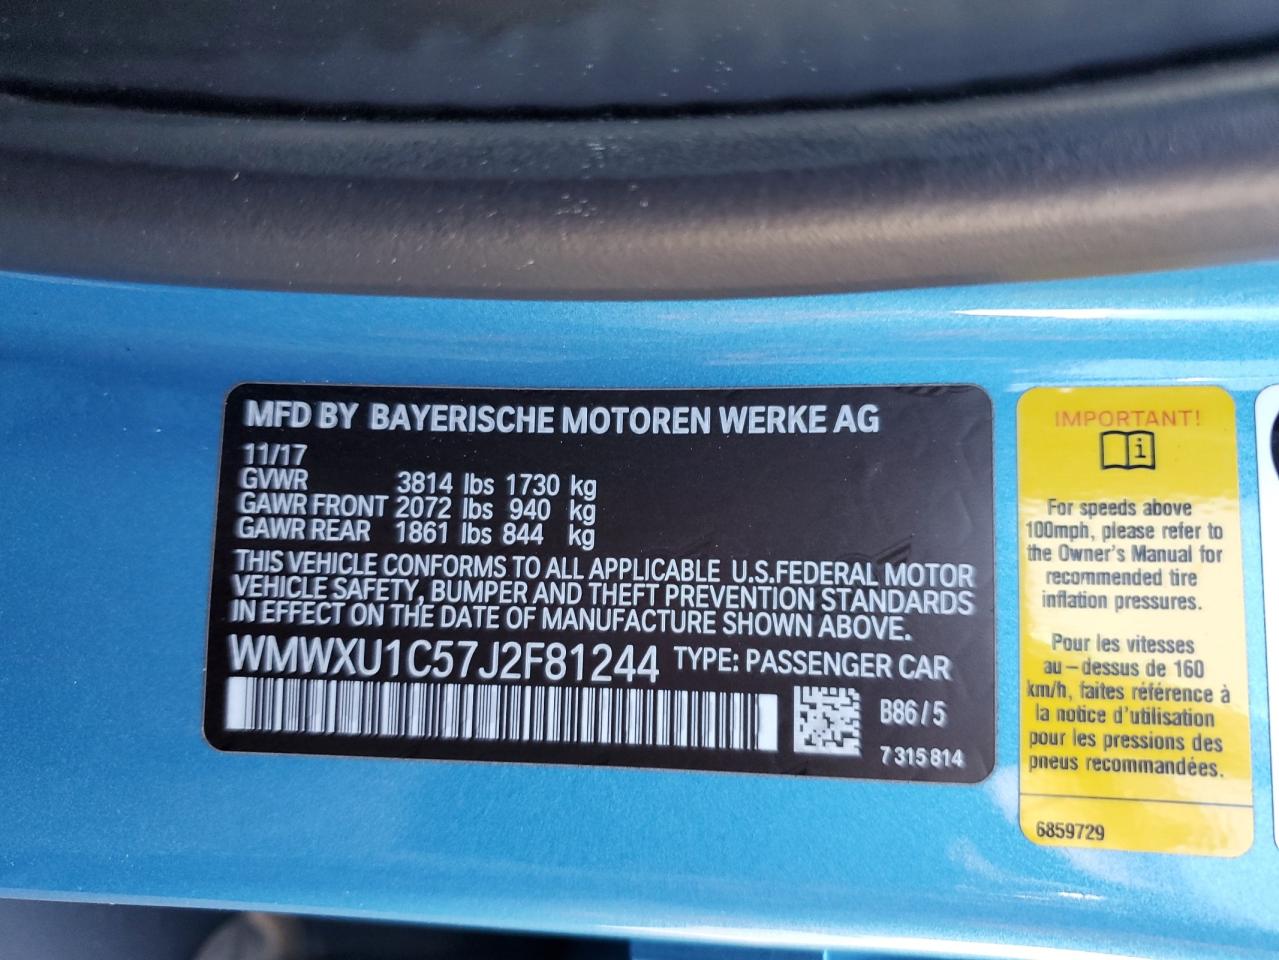 MFD BY BAYERISCHE MOTOREN WERKE AG
11/17
GVWR 3814 lbs 1730 kg
GAWR FRONT 2072 lbs 940 kg
GAWR REAR 1861 lbs 844 kg
THIS VEHICLE CONFORMS TO ALL APPLICABLE U.S.FEDERAL MOTOR
VEHICLE SAFETY, BUMPER AND THEFT PREVENTION STANDARDS
IN EFFECT ON THE DATE OF MANUFACTURE SHOWN ABOVE.
WMWXU1C57J2F81244 TYPE: PASSENGER CAR
B86/5
7 315 814
IMPORTANT!
i
For speeds above
100mph, please refer to
the Owner's Manual for
recommended tire
inflation pressures.
Pour les vitesses
au-dessus de 160
km/h, faites référence à
la notice d'utilisation
pour les pressions des
pneus recommandées.
6859729